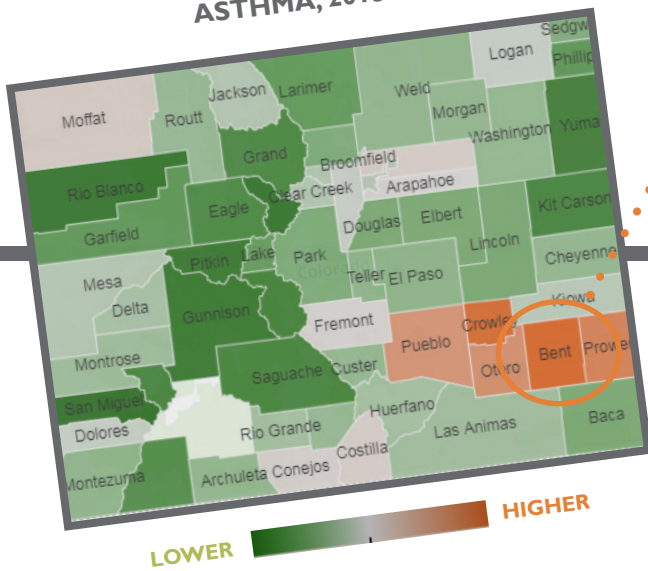 ASTHMA,
Sedgw
Logan
Phillip
Jackson
Larimer
Weld
Moffat
Routt
Morgan
Washington
Yuma
Grand
Broomfield
Rio Blanco
Clear Creek
Arapahoe
Eagle
Douglas
Elbert
Kit Carson
Garfield
Lincoln
Pitkin
Lake
Park
Cheyenne
Colorado
Mesa
Teller
El Paso
Delta
Kiowa
Gunnison
Fremont
Crowley
Pueblo
Montrose
Bent
Prowe
Otero
Saguache
Custer
San Miguel
Huerfano
Baca
Dolores
Rio Grande
Las Animas
Costilla
Montezuma
Archuleta
Conejos
HIGHER
LOWER